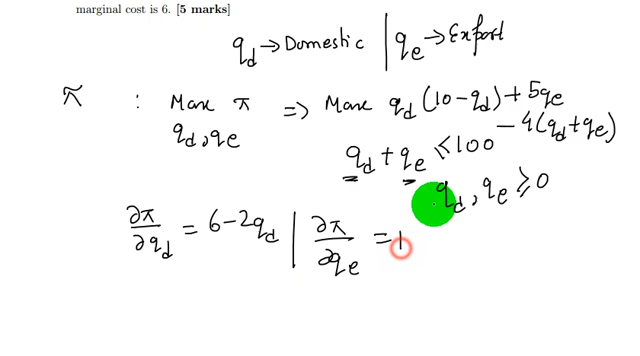 marginal cost is 6. [5 marks]
q_d → Domestic | q_e → Export
π : Max π ⇒ Max q_d (10 - q_d) + 5q_e - 4(q_d + q_e)
q_d, q_e
q_d + q_e ≤ 100
q_d, q_e ≥ 0
∂π/∂q_d = 6 - 2q_d | ∂π/∂q_e = 1